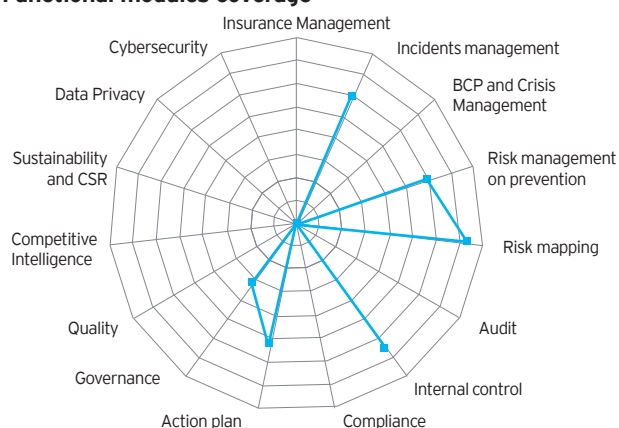 Functional modules coverage
Insurance Management
Cybersecurity
Incidents management
Data Privacy
BCP and Crisis
Management
Sustainability
and CSR
Risk management
on prevention
Competitive
Intelligence
Risk mapping
Quality
Audit
Governance
Internal control
Action plan
Compliance